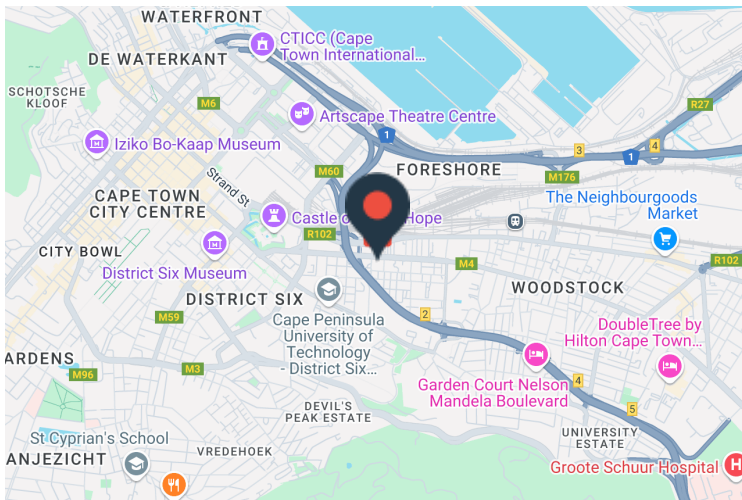 WATERFRONT
CTICC (Cape
Town International...
DE WATERKANT
SCHOTSCHE
KLOOF
M6
R27
Artscape Theatre Centre
1
Iziko Bo-Kaap Museum
3
4
1
M60
FORESHORE
M176
Strand St
CAPE TOWN
CITY CENTRE
The Neighbourgoods
Market
Castle o
Hope
R102
CITY BOWL
District Six Museum
M4
R102
DISTRICT SIX
WOODSTOCK
M59
Cape Peninsula
University of
Technology
- District Six...
2
DoubleTree by
Hilton Cape Town...
ARDENS
M3
M96
Garden Court Nelson
Mandela Boulevard
4
5
DEVIL'S
PEAK ESTATE
St Cyprian's School
UNIVERSITY
ESTATE
ANJEZICHT
VREDEHOEK
Groote Schuur Hospital
H